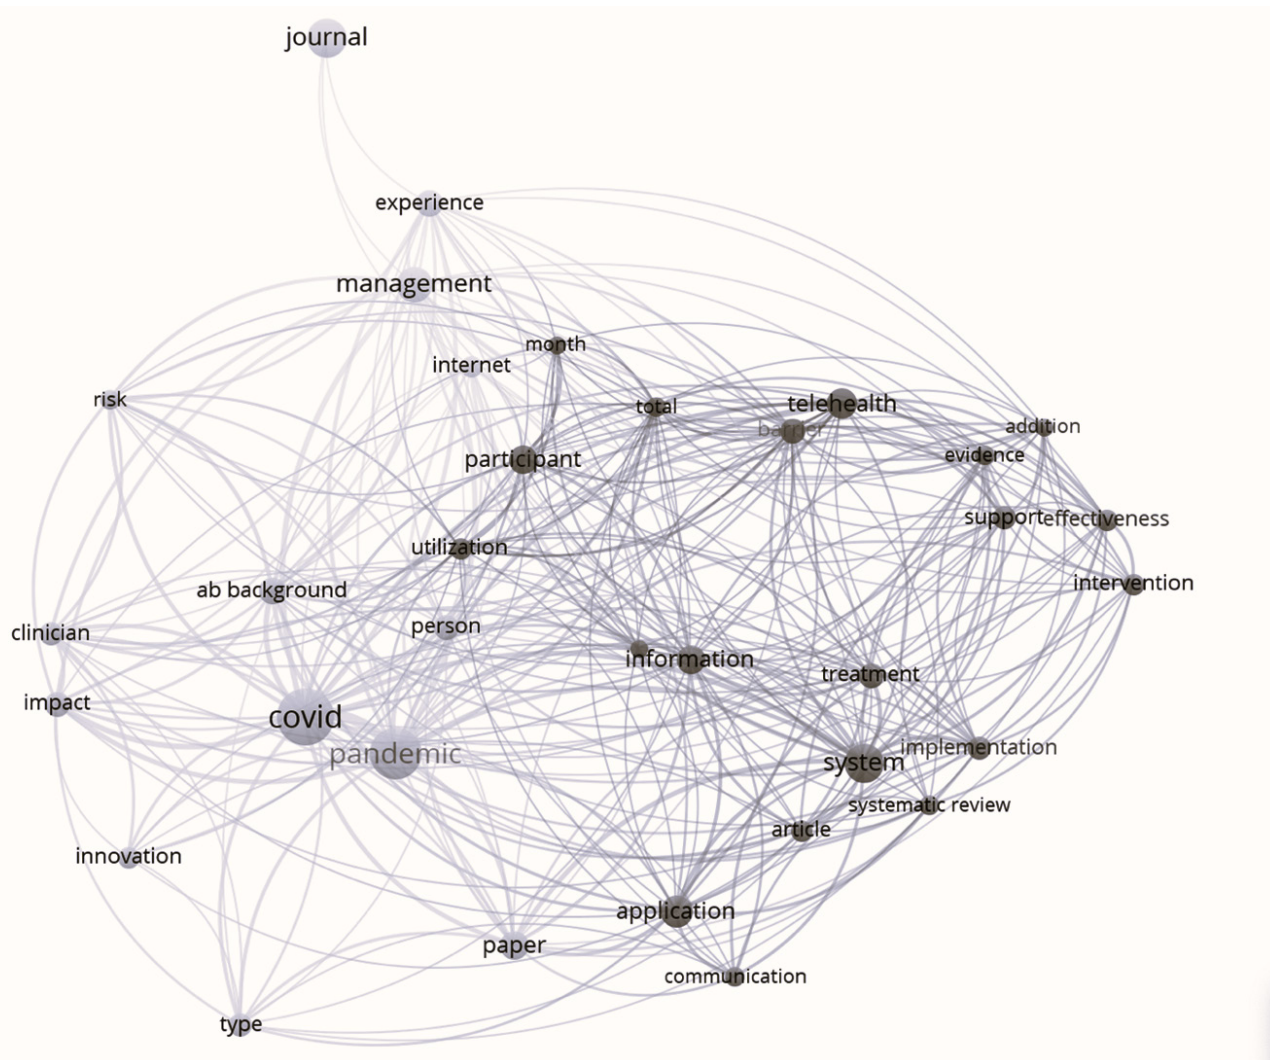 journal
experience
management
month
internet
risk
total
telehealth
barrier
addition
evidence
participant
support
effectiveness
utilization
intervention
ab background
person
clinician
information
treatment
impact
covid
pandemic
implementation
system
systematic review
article
innovation
application
paper
communication
type